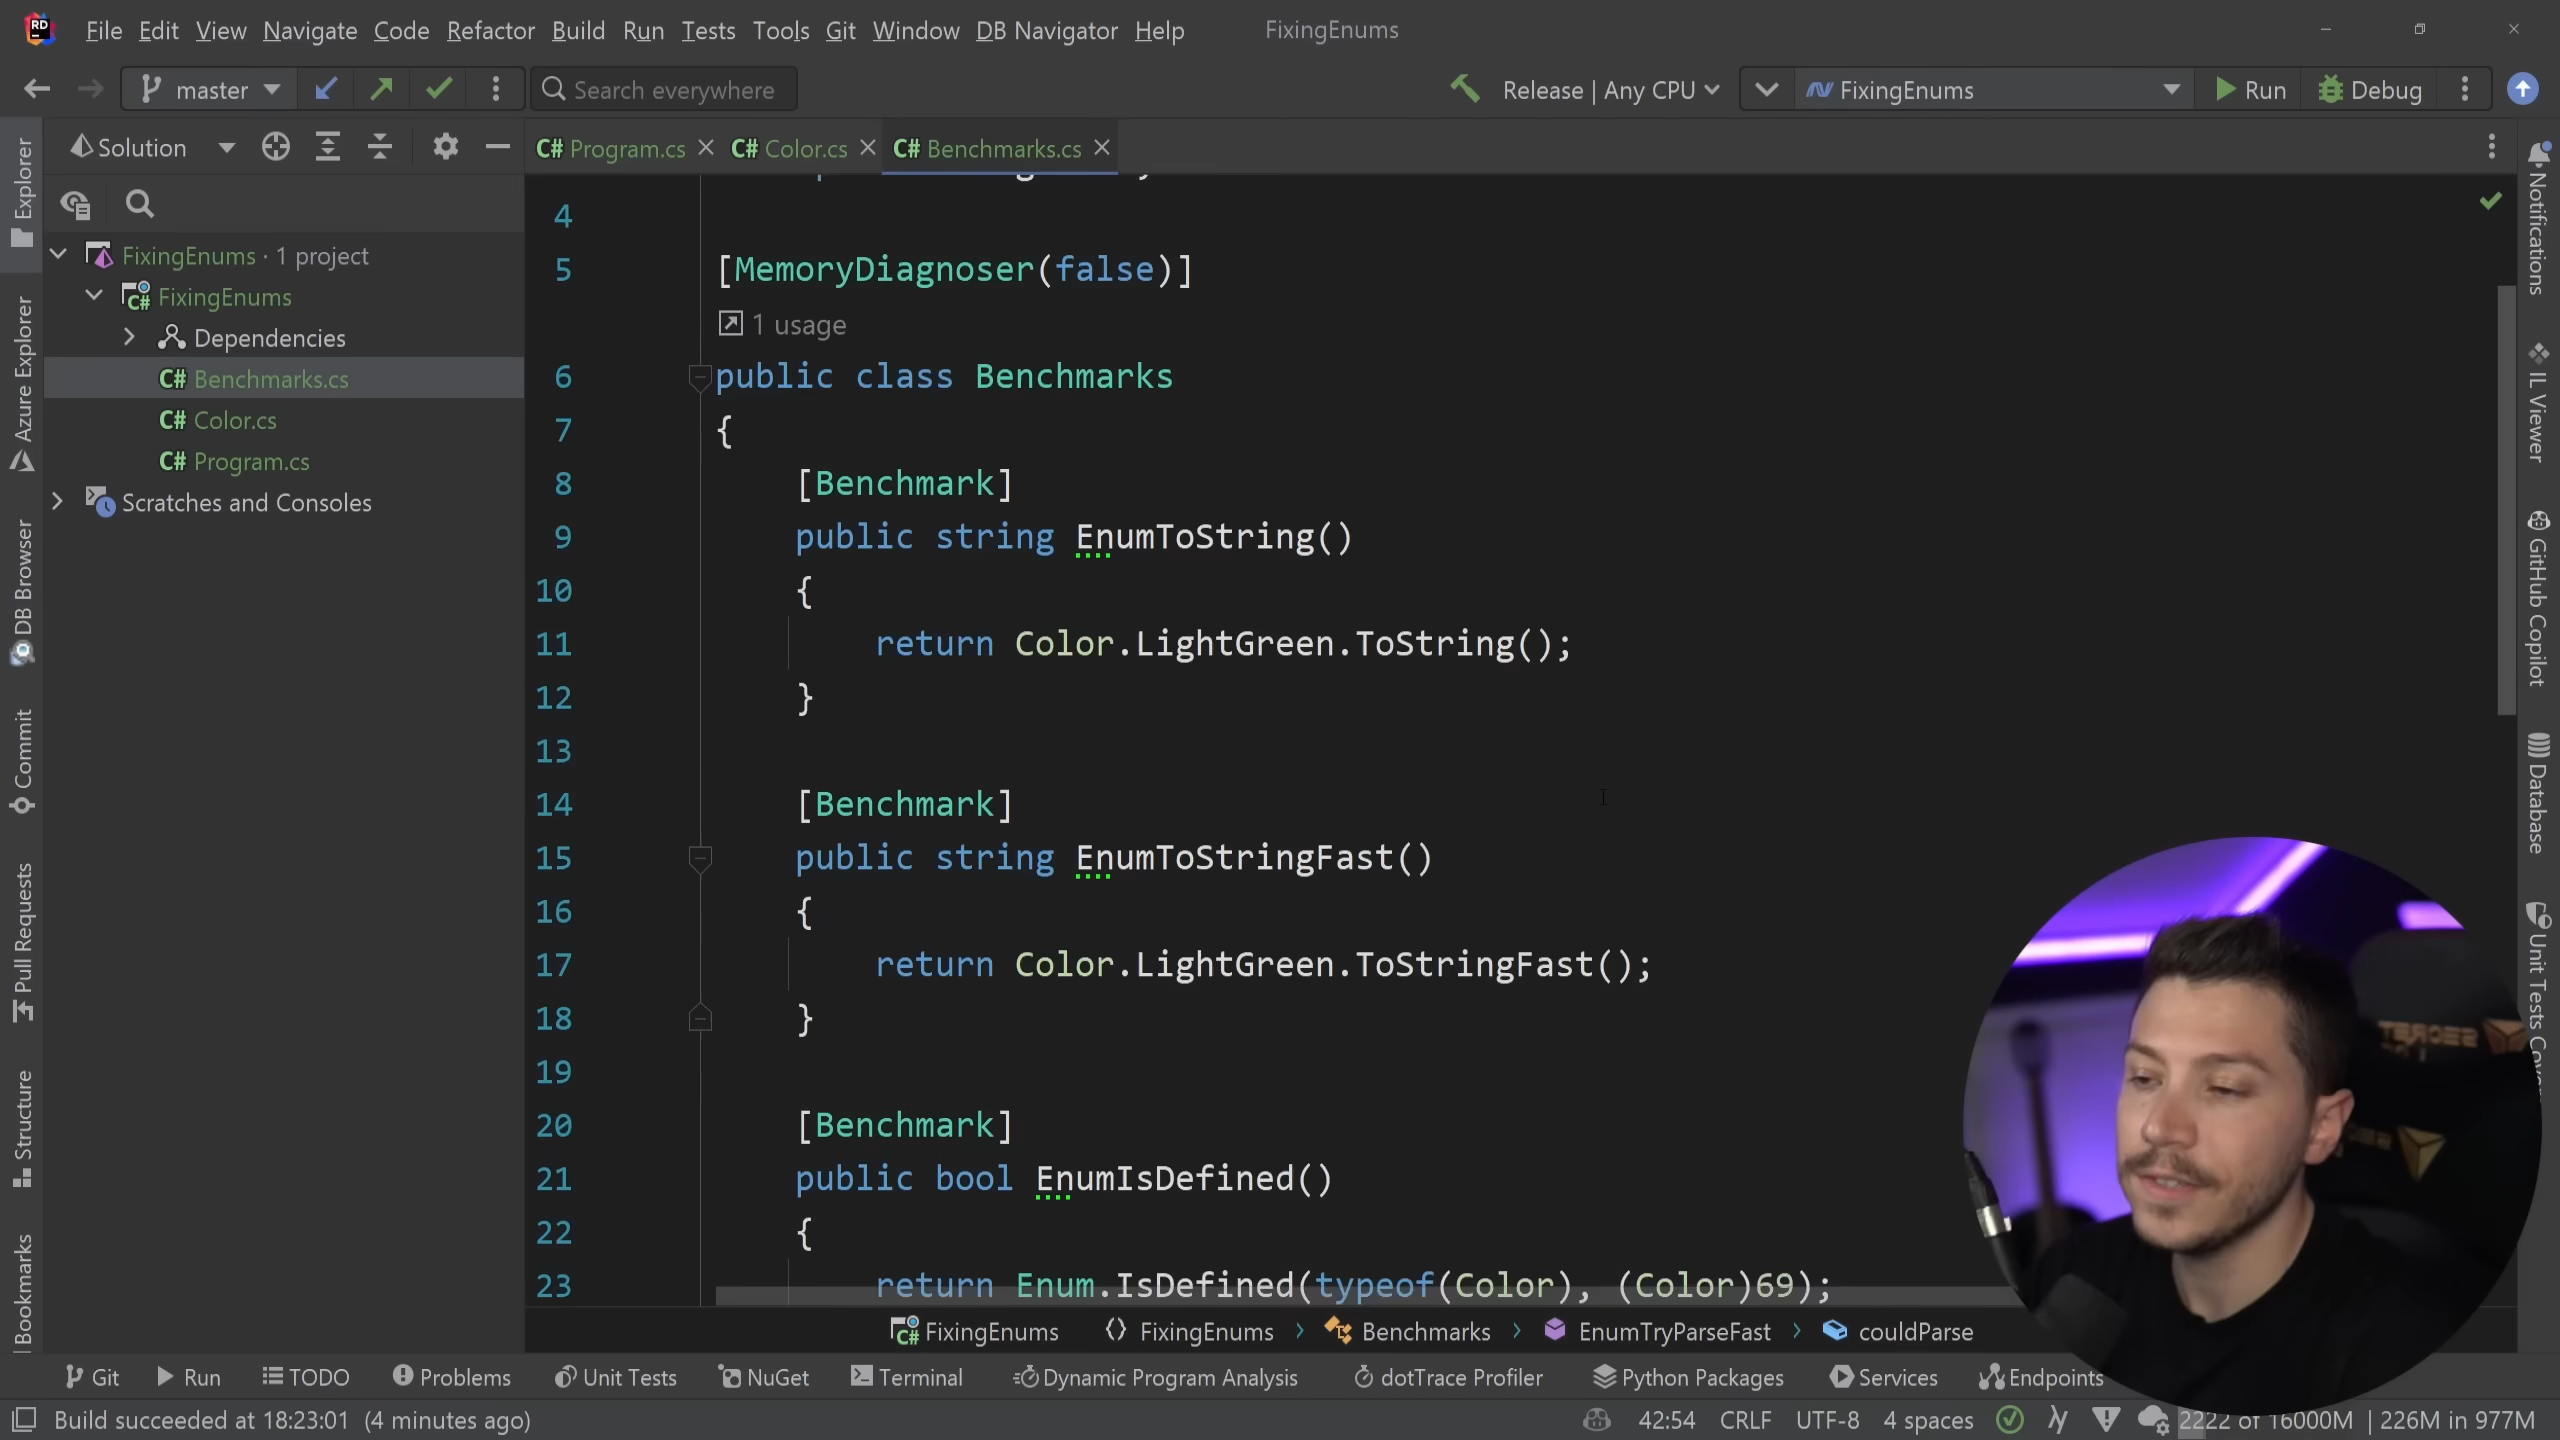 RD File Edit View Navigate Code Refactor Build Run Tests Tools Git Window DB Navigator Help FixingEnums
master Search everywhere Release | Any CPU FixingEnums Run Debug
Solution
C# Program.cs C# Color.cs C# Benchmarks.cs
FixingEnums · 1 project
C# FixingEnums
Dependencies
C# Benchmarks.cs
C# Color.cs
C# Program.cs
Scratches and Consoles
Explorer
Azure Explorer
DB Browser
Commit
Pull Requests
Structure
Bookmarks
4
5 [MemoryDiagnoser(false)]
1 usage
6 public class Benchmarks
7 {
8 [Benchmark]
9 public string EnumToString()
10 {
11 return Color.LightGreen.ToString();
12 }
13
14 [Benchmark]
15 public string EnumToStringFast()
16 {
17 return Color.LightGreen.ToStringFast();
18 }
19
20 [Benchmark]
21 public bool EnumIsDefined()
22 {
23 return Enum.IsDefined(typeof(Color), (Color)69);
Notifications
IL Viewer
GitHub Copilot
Database
Unit Tests
SECRET
FixingEnums {} FixingEnums > Benchmarks > EnumTryParseFast > couldParse
Git Run TODO Problems Unit Tests NuGet Terminal Dynamic Program Analysis dotTrace Profiler Python Packages Services Endpoints
Build succeeded at 18:23:01 (4 minutes ago) 42:54 CRLF UTF-8 4 spaces 2222 of 16000M | 226M in 977M